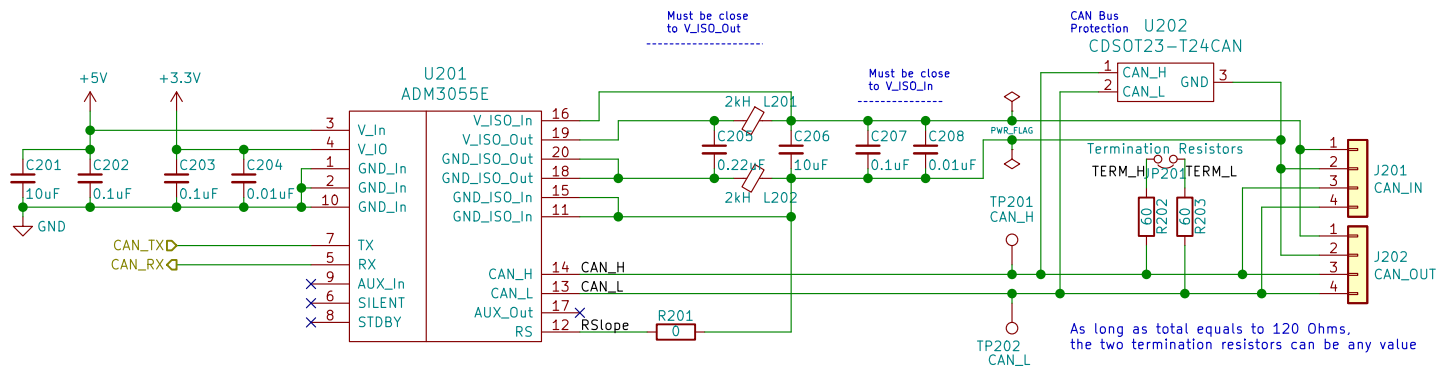 Must be close
to V_ISO_Out
CAN Bus
Protection
U202
CDSOT23-T24CAN
1
CAN_H
2
CAN_L
GND
3
+5V
+3.3V
U201
ADM3055E
Must be close
to V_ISO_In
3
V_In
4
V_IO
1
GND_In
2
GND_In
10
GND_In
7
TX
5
RX
9
AUX_In
6
SILENT
8
STDBY
V_ISO_In
16
V_ISO_Out
19
GND_ISO_Out
20
GND_ISO_Out
18
GND_ISO_In
15
GND_ISO_In
11
CAN_H
14
CAN_L
13
AUX_Out
17
RS
12
C201
10uF
C202
0.1uF
C203
0.1uF
C204
0.01uF
GND
CAN_TX
CAN_RX
2kH
L201
C205
0.22uF
C206
10uF
C207
0.1uF
C208
0.01uF
2kH
L202
PWR_FLAG
CAN_H
CAN_L
RSlope
R201
0
TP201
CAN_H
TP202
CAN_L
Termination Resistors
TERM_H
JP201
TERM_L
60
R202
60
R203
1
2
3
4
J201
CAN_IN
1
2
3
4
J202
CAN_OUT
As long as total equals to 120 Ohms,
the two termination resistors can be any value